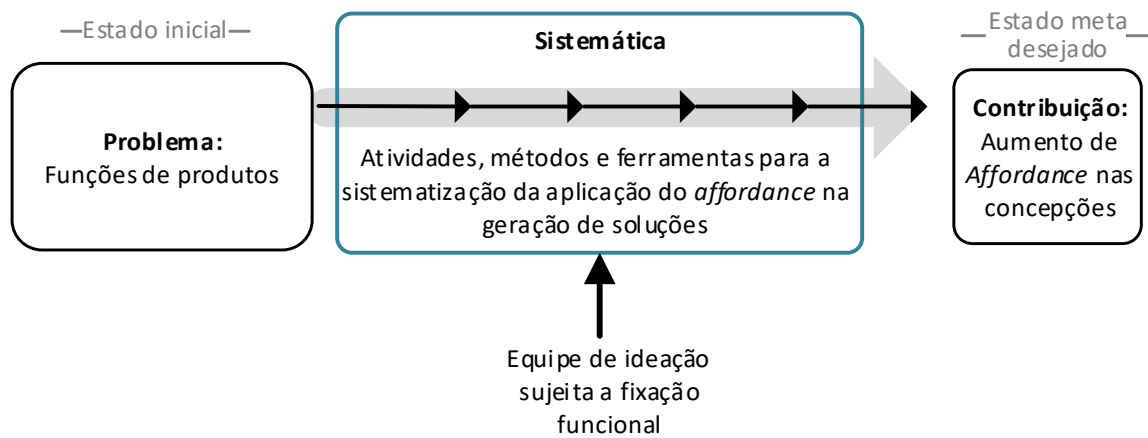 Estado inicial
Problema:
Funções de produtos
Sistemática
Atividades, métodos e ferramentas para a
sistematização da aplicação do affordance na
geração de soluções
Estado meta
desejado
Contribuição:
Aumento de
Affordance nas
concepções
Equipe de ideação
sujeita a fixação
funcional